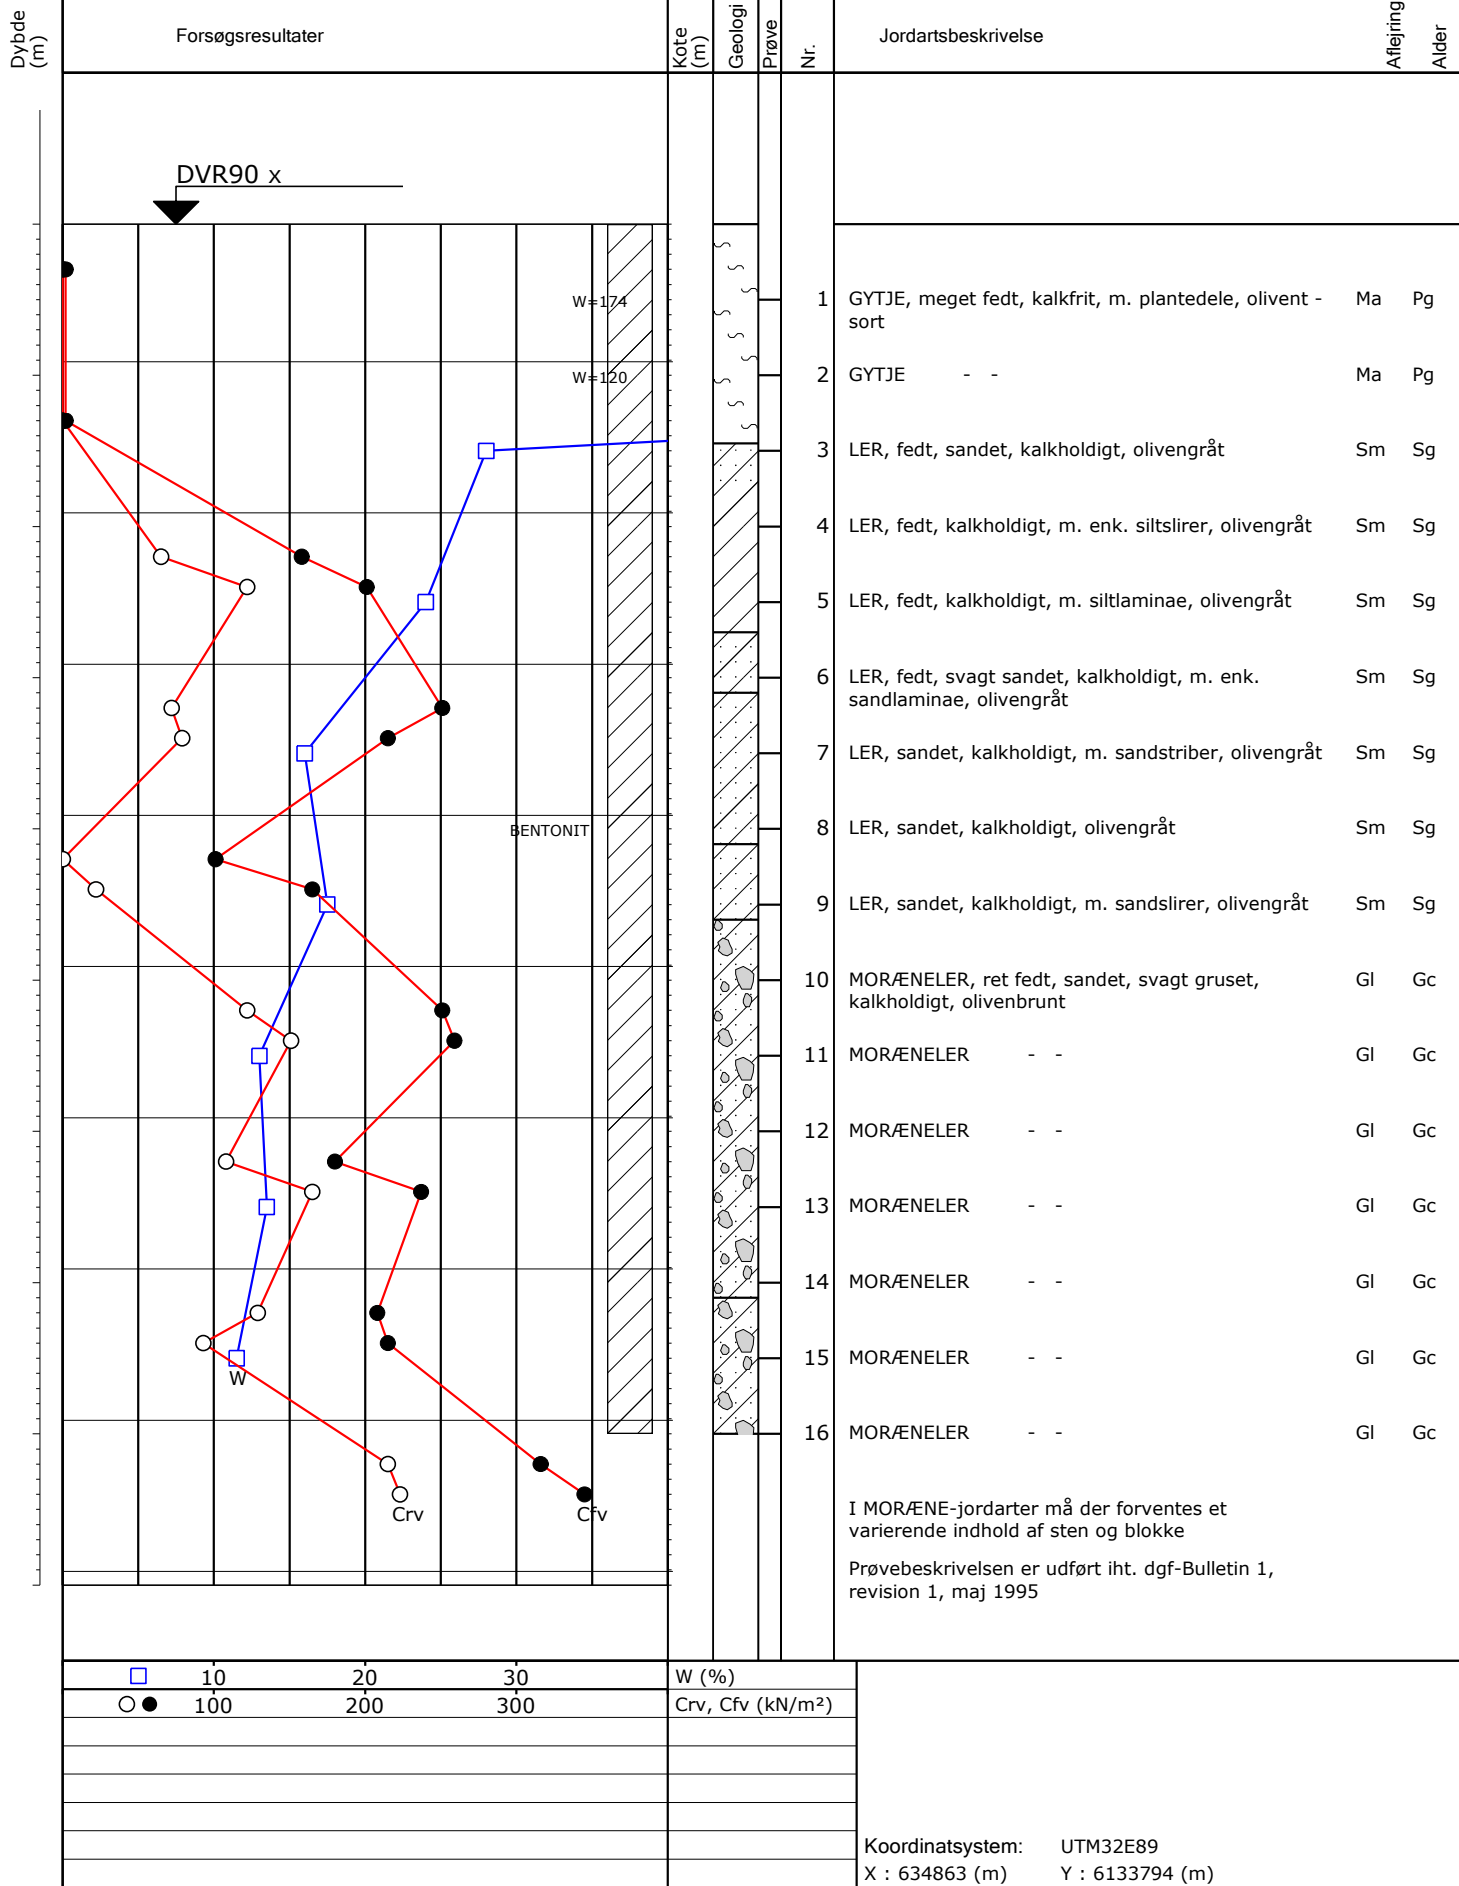 Dybde (m)
Forsøgsresultater
Kote (m)
Geologi
Prøve
Nr.
Jordartsbeskrivelse
Aflejring
Alder
DVR90 x
W=174
1 GYTJE, meget fedt, kalkfrit, m. plantedele, olivent - Ma Pg
sort
W=120
2 GYTJE - - Ma Pg
3 LER, fedt, sandet, kalkholdigt, olivengråt Sm Sg
4 LER, fedt, kalkholdigt, m. enk. siltslirer, olivengråt Sm Sg
5 LER, fedt, kalkholdigt, m. siltlaminae, olivengråt Sm Sg
6 LER, fedt, svagt sandet, kalkholdigt, m. enk. Sm Sg
sandlaminae, olivengråt
7 LER, sandet, kalkholdigt, m. sandstriber, olivengråt Sm Sg
BENTONIT
8 LER, sandet, kalkholdigt, olivengråt Sm Sg
9 LER, sandet, kalkholdigt, m. sandslirer, olivengråt Sm Sg
10 MORÆNELER, ret fedt, sandet, svagt gruset, Gl Gc
kalkholdigt, olivenbrunt
11 MORÆNELER - - Gl Gc
12 MORÆNELER - - Gl Gc
13 MORÆNELER - - Gl Gc
14 MORÆNELER - - Gl Gc
15 MORÆNELER - - Gl Gc
W
16 MORÆNELER - - Gl Gc
Crv Cfv
I MORÆNE-jordarter må der forventes et
varierende indhold af sten og blokke
Prøvebeskrivelsen er udført iht. dgf-Bulletin 1,
revision 1, maj 1995
10 20 30 W (%)
100 200 300 Crv, Cfv (kN/m²)
Koordinatsystem: UTM32E89
X : 634863 (m) Y : 6133794 (m)